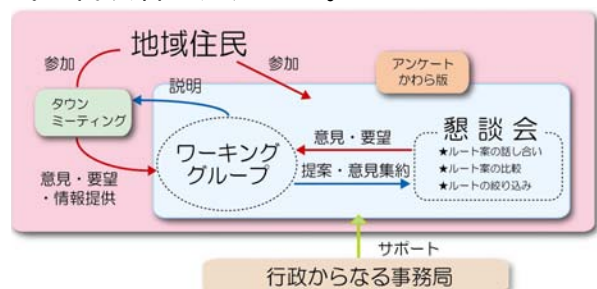 地域住民
参加
参加
アンケート
かわら版
説明
タウン
ミーティング
意見・要望
懇談会
★ルート案の話し合い
★ルート案の比較
★ルートの絞り込み
ワーキング
グループ
提案・意見集約
意見・要望
・情報提供
サポート
行政からなる事務局